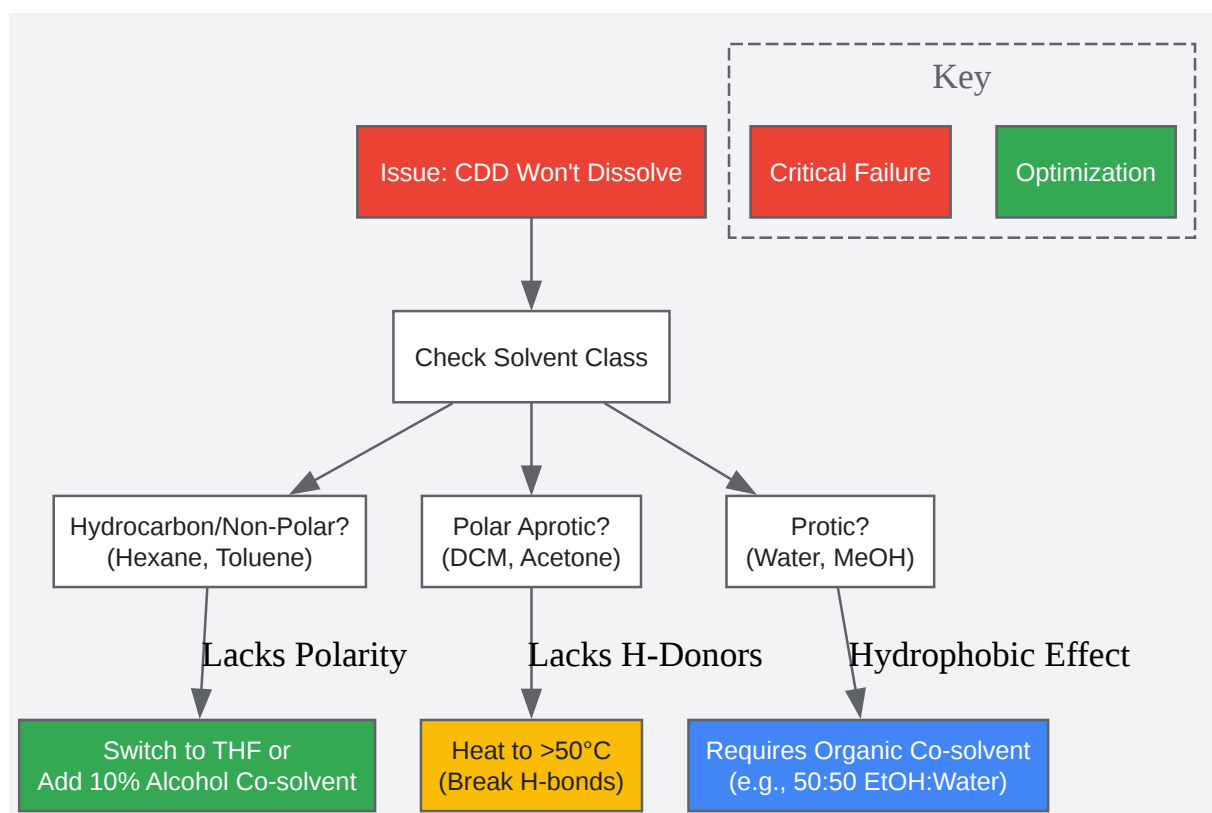 Key
Issue: CDD Won't Dissolve
Critical Failure
Optimization
Check Solvent Class
Hydrocarbon/Non-Polar?
(Hexane, Toluene)
Polar Aprotic?
(DCM, Acetone)
Protic?
(Water, MeOH)
Lacks Polarity
Lacks H-Donors
Hydrophobic Effect
Switch to THF or
Add 10% Alcohol Co-solvent
Heat to >50°C
(Break H-bonds)
Requires Organic Co-solvent
(e.g., 50:50 EtOH:Water)